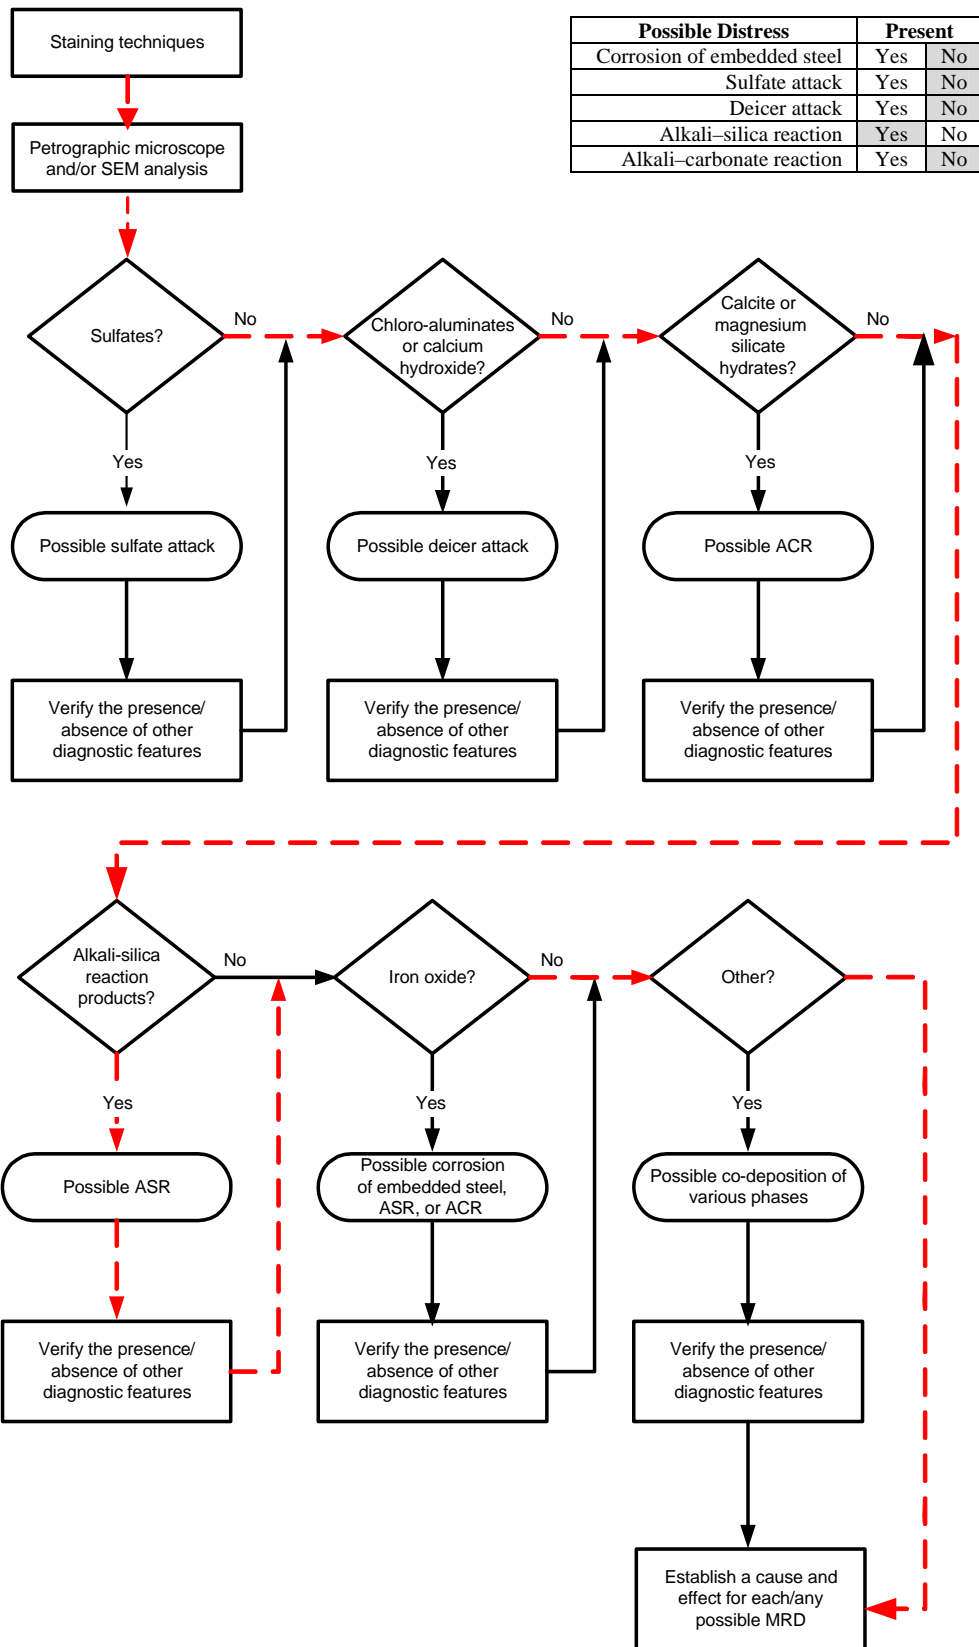 Staining techniques
Possible Distress Present
Corrosion of embedded steel Yes No
Sulfate attack Yes No
Deicer attack Yes No
Alkali–silica reaction Yes No
Alkali–carbonate reaction Yes No
Petrographic microscope
and/or SEM analysis
Sulfates?
No
Chloro-aluminates
or calcium
hydroxide?
No
Calcite or
magnesium
silicate
hydrates?
No
Yes
Yes
Yes
Possible sulfate attack
Possible deicer attack
Possible ACR
Verify the presence/
absence of other
diagnostic features
Verify the presence/
absence of other
diagnostic features
Verify the presence/
absence of other
diagnostic features
Alkali-silica
reaction
products?
No
Iron oxide?
No
Other?
Yes
Yes
Yes
Possible ASR
Possible corrosion
of embedded steel,
ASR, or ACR
Possible co-deposition of
various phases
Verify the presence/
absence of other
diagnostic features
Verify the presence/
absence of other
diagnostic features
Verify the presence/
absence of other
diagnostic features
Establish a cause and
effect for each/any
possible MRD